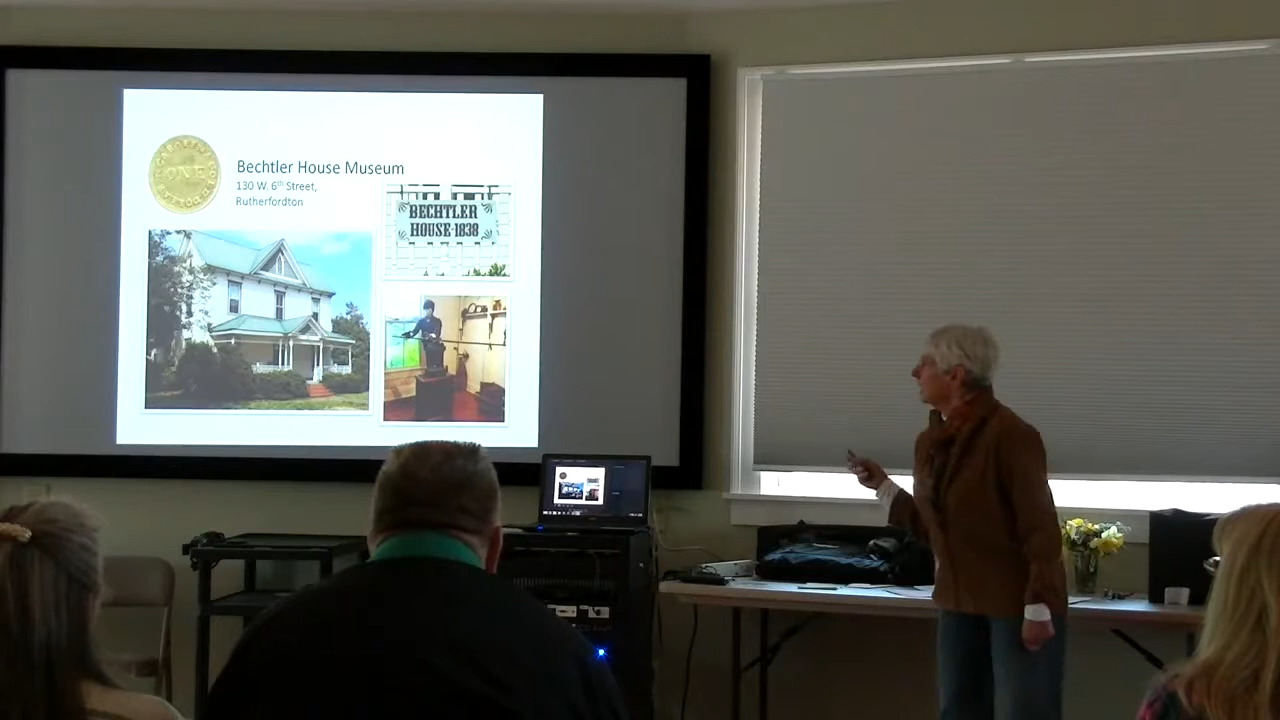 Bechtler House Museum
130 W. 6th Street,
Rutherfordton
ONE
BECHTLER
HOUSE·1838